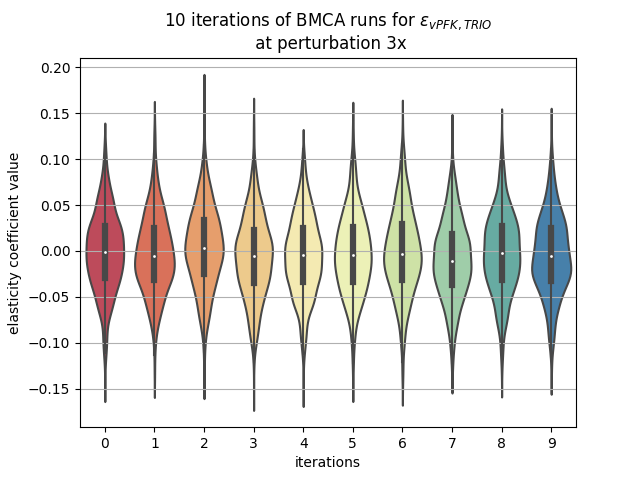 10 iterations of BMCA runs for ε_{vPFK, TRIO}
at perturbation 3x
elasticity coefficient value
0.20
0.15
0.10
0.05
0.00
−0.05
−0.10
−0.15
0 1 2 3 4 5 6 7 8 9
iterations